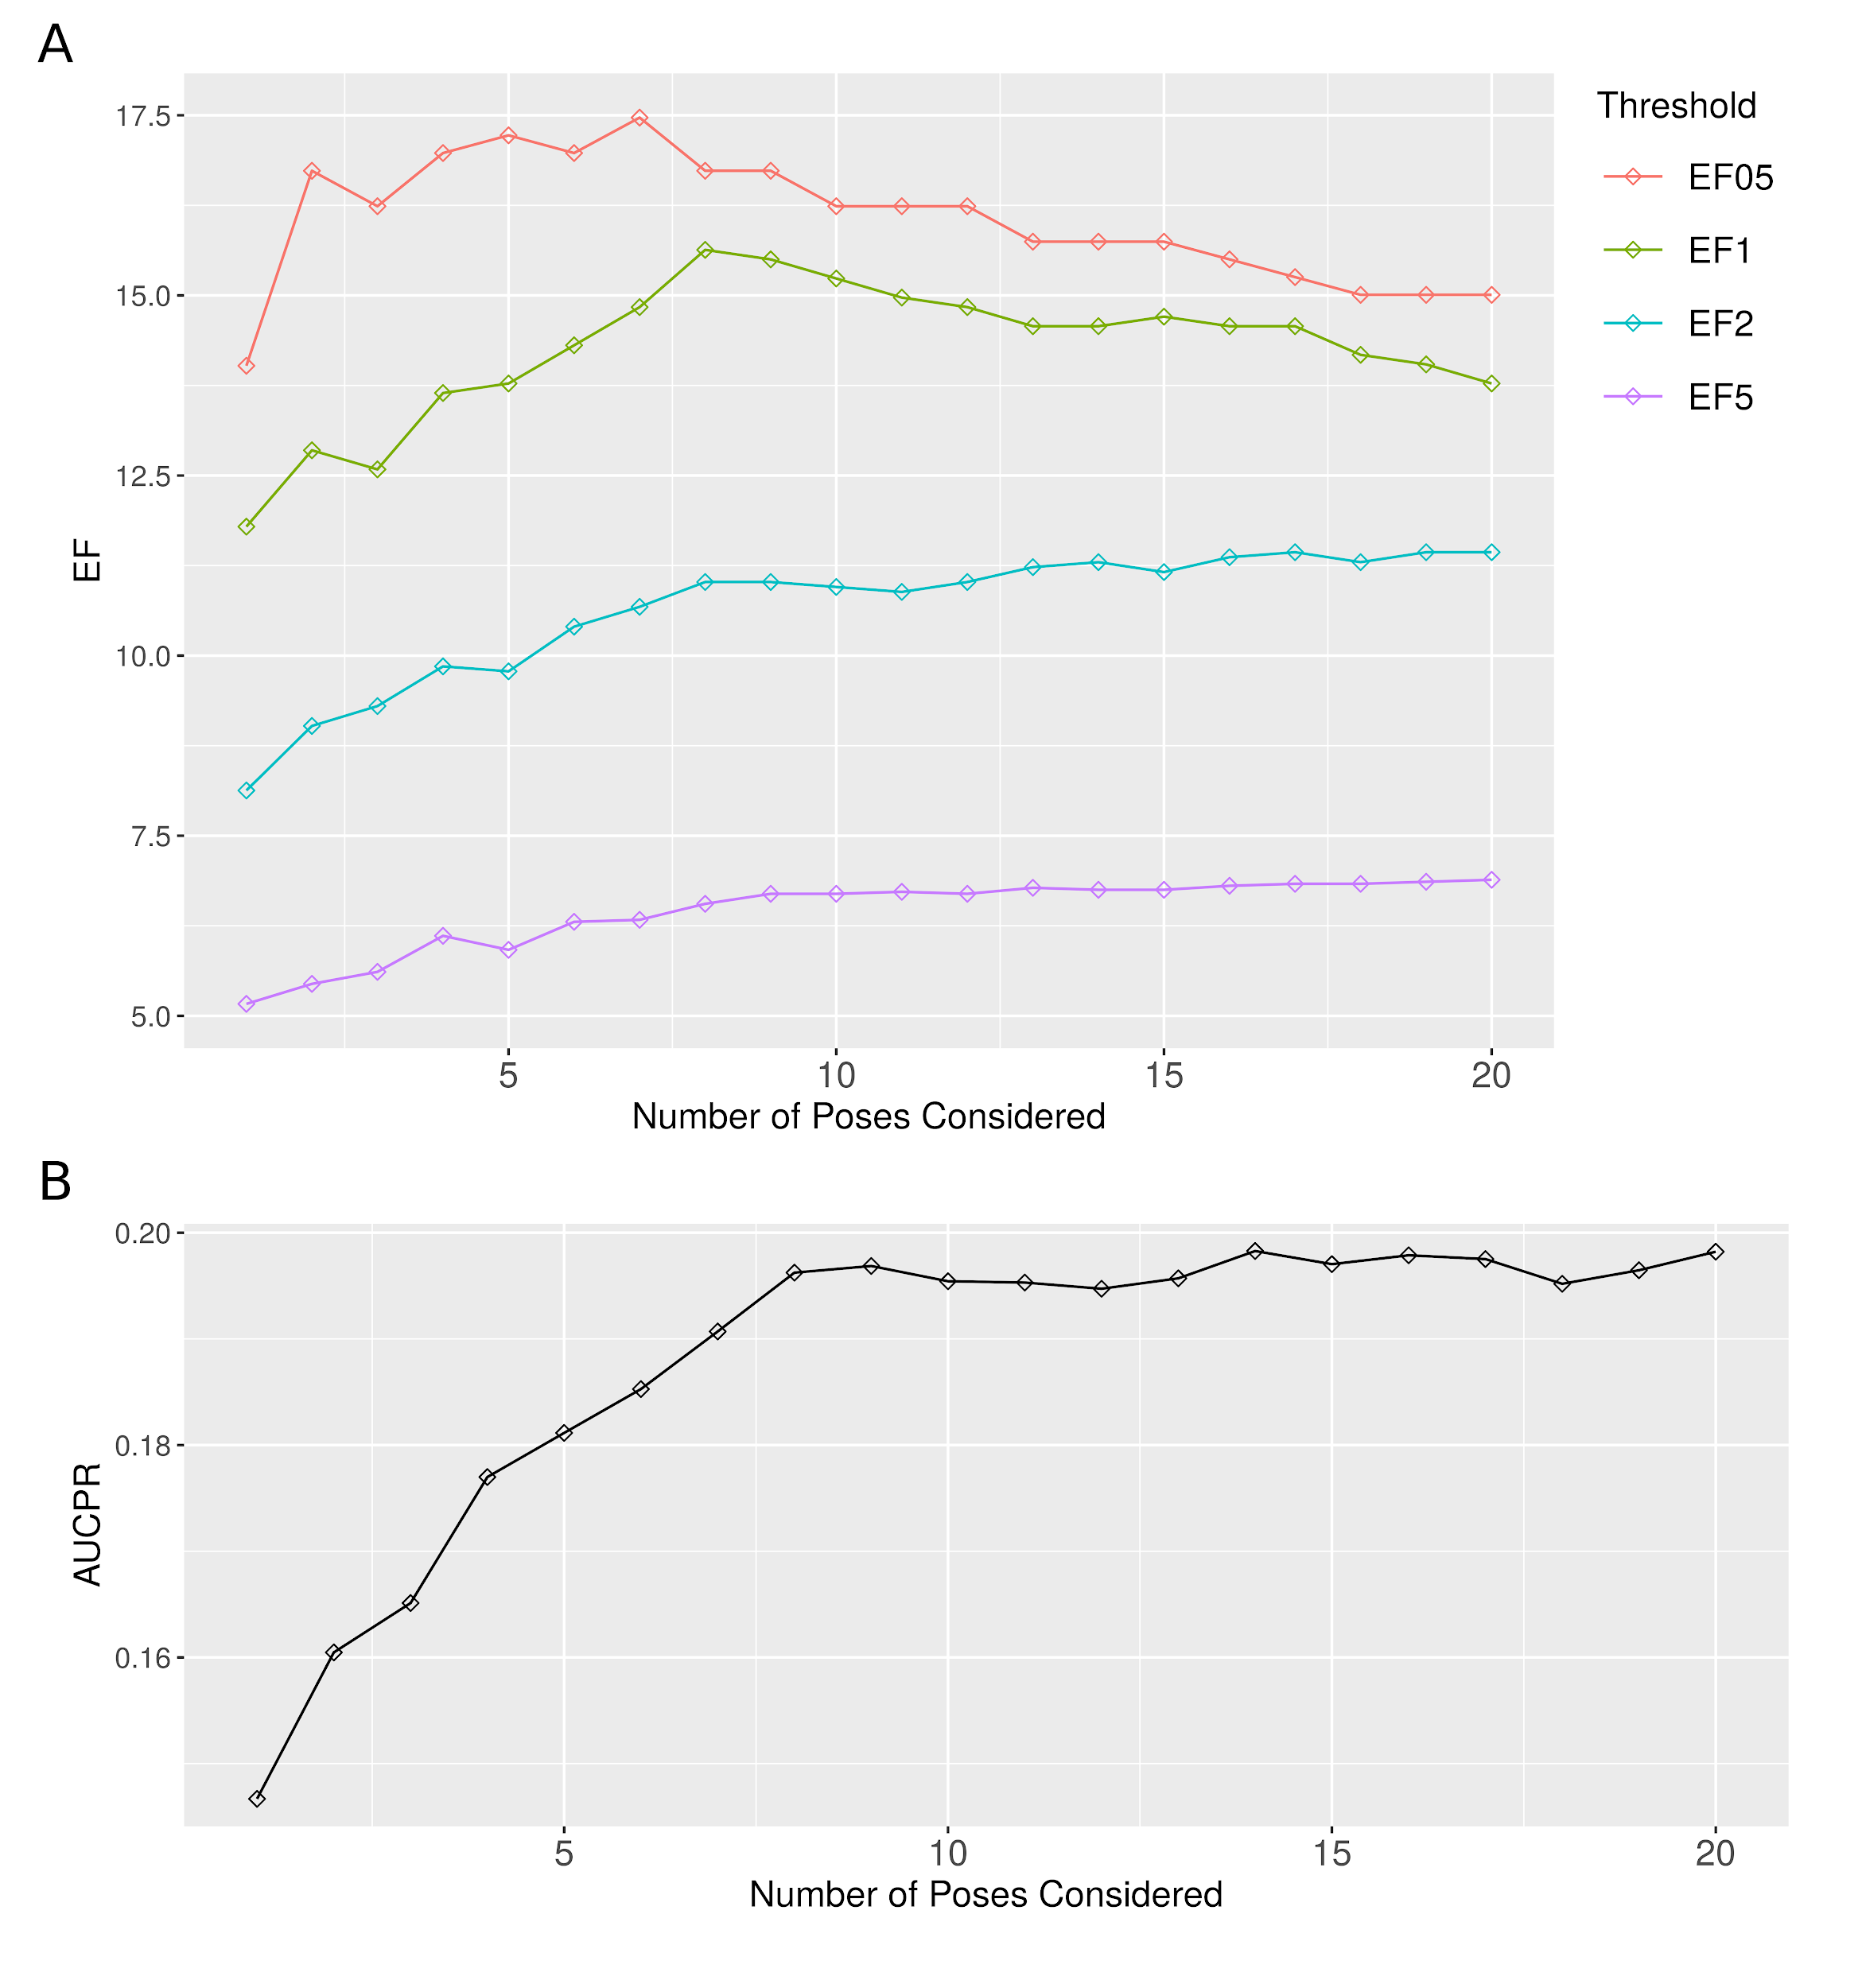 A
17.5
15.0
12.5
10.0
7.5
5.0
EF
5 10 15 20
Number of Poses Considered
Threshold
EF05
EF1
EF2
EF5
B
0.20
0.18
0.16
AUCPR
5 10 15 20
Number of Poses Considered